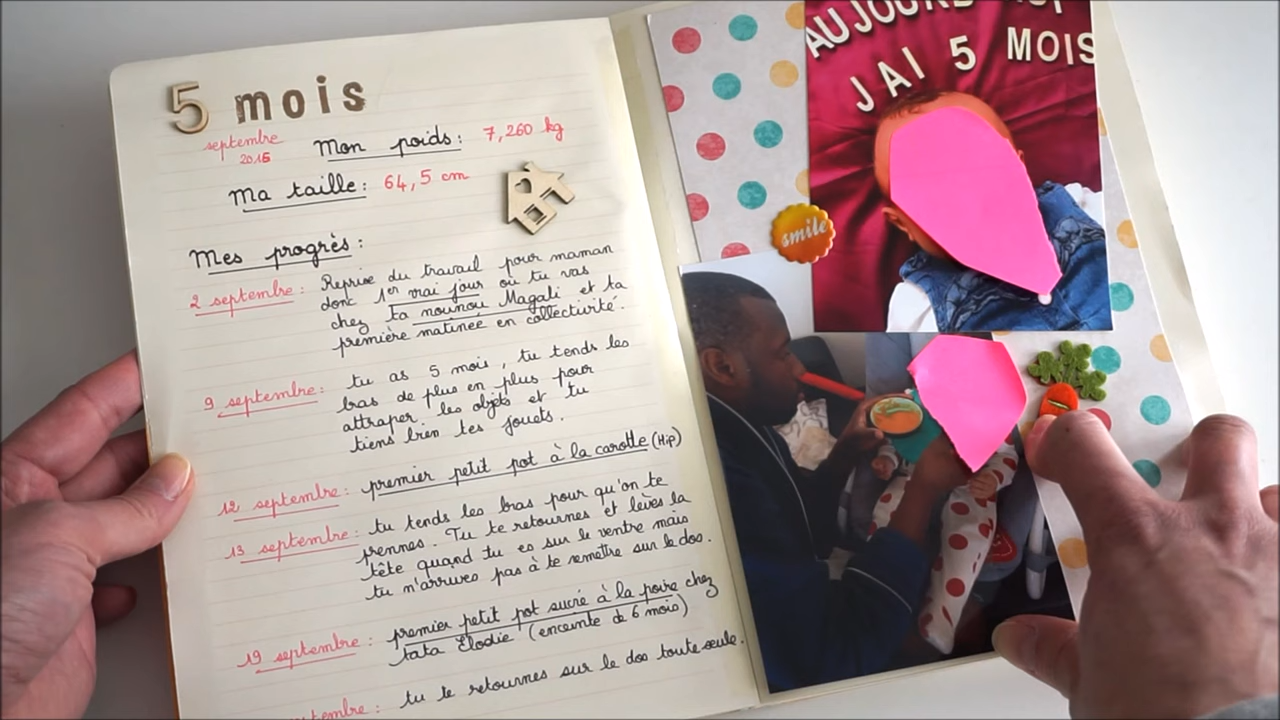 5 mois
septembre
2016
Mon poids : 7,260 kg
Ma taille : 64,5 cm
Mes progrès :
2 septembre : Reprise du travail pour maman
donc 1er vrai jour où tu vas
chez ta nounou Magali et ta
première matinée en collectivité.
9 septembre : tu as 5 mois, tu tends les
bras de plus en plus pour
attraper les objets et tu
tiens bien tes jouets.
12 septembre : premier petit pot à la carotte (Hip)
13 septembre : tu tends les bras pour qu'on te
prennes. Tu te retournes et lèves la
tête quand tu es sur le ventre mais
tu n'arrives pas à te remettre sur le dos.
19 septembre : premier petit pot sucré à la poire chez
tata Elodie (enceinte de 6 mois)
septembre : tu te retournes sur le dos toute seule.
AUJOURD HUI
J AI 5 MOIS
smile